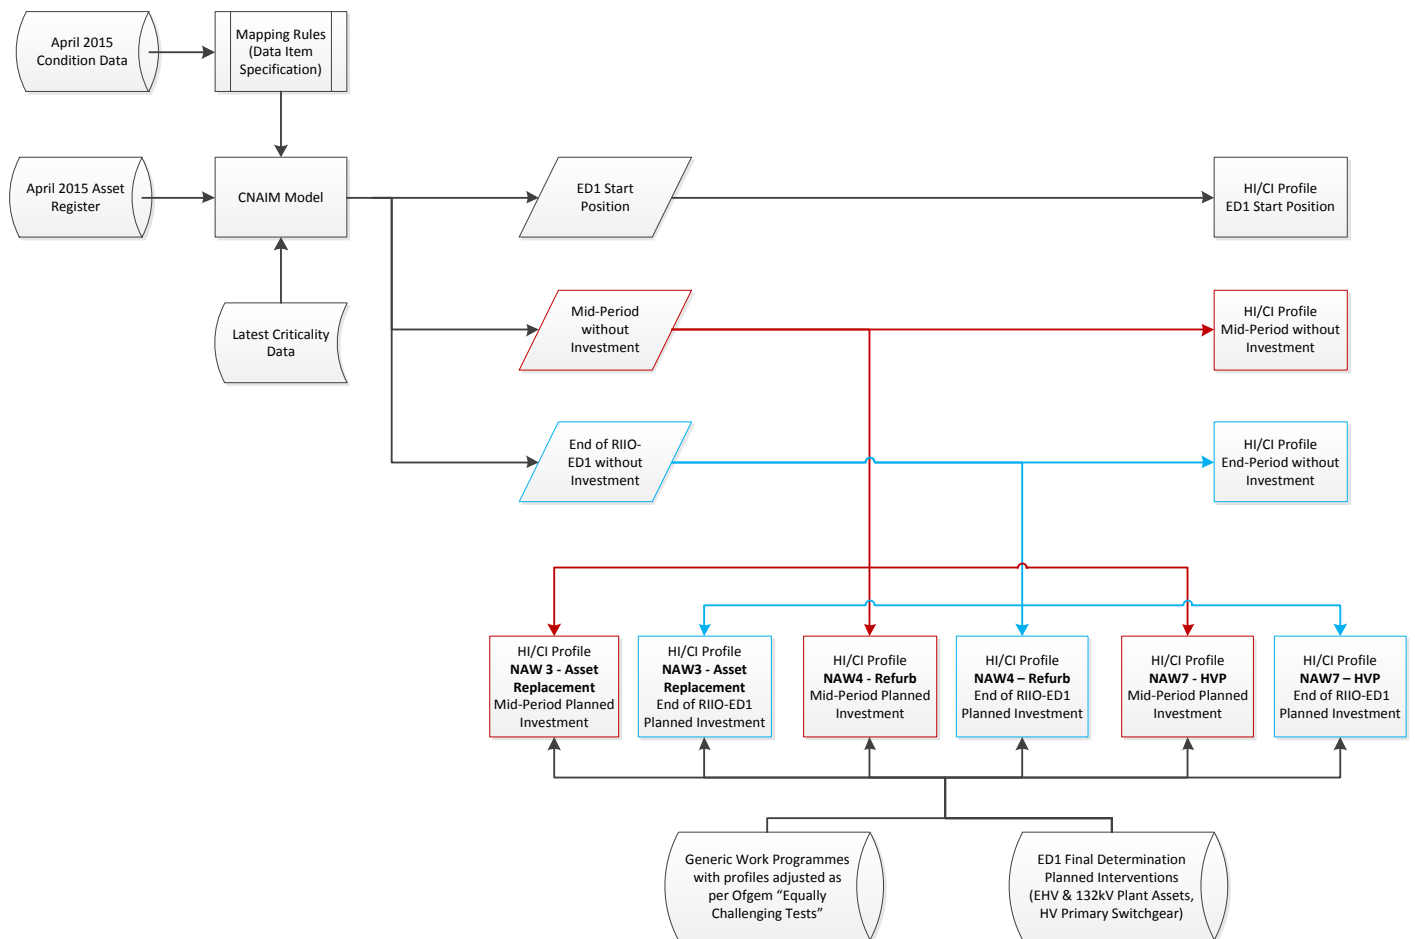 April 2015
Condition Data
Mapping Rules
(Data Item
Specification)
April 2015 Asset
Register
CNAIM Model
ED1 Start
Position
HI/CI Profile
ED1 Start Position
Latest Criticality
Data
Mid-Period
without
Investment
HI/CI Profile
Mid-Period without
Investment
End of RIIO-
ED1 without
Investment
HI/CI Profile
End-Period without
Investment
HI/CI Profile
NAW 3 - Asset
Replacement
Mid-Period Planned
Investment
HI/CI Profile
NAW3 - Asset
Replacement
End of RIIO-ED1
Planned Investment
HI/CI Profile
NAW4 - Refurb
Mid-Period Planned
Investment
HI/CI Profile
NAW4 – Refurb
End of RIIO-ED1
Planned Investment
HI/CI Profile
NAW7 - HVP
Mid-Period Planned
Investment
HI/CI Profile
NAW7 – HVP
End of RIIO-ED1
Planned Investment
Generic Work Programmes
with profiles adjusted as
per Ofgem “Equally
Challenging Tests”
ED1 Final Determination
Planned Interventions
(EHV & 132kV Plant Assets,
HV Primary Switchgear)